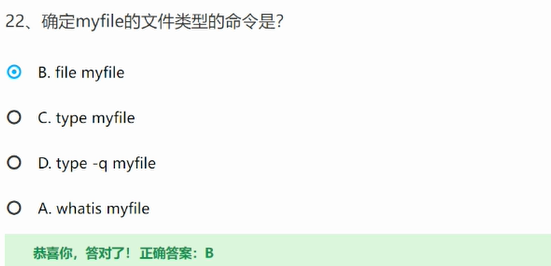 22、确定myfile的文件类型的命令是?
B. file myfile
C. type myfile
D. type -q myfile
A. whatis myfile
恭喜你，答对了！正确答案：B